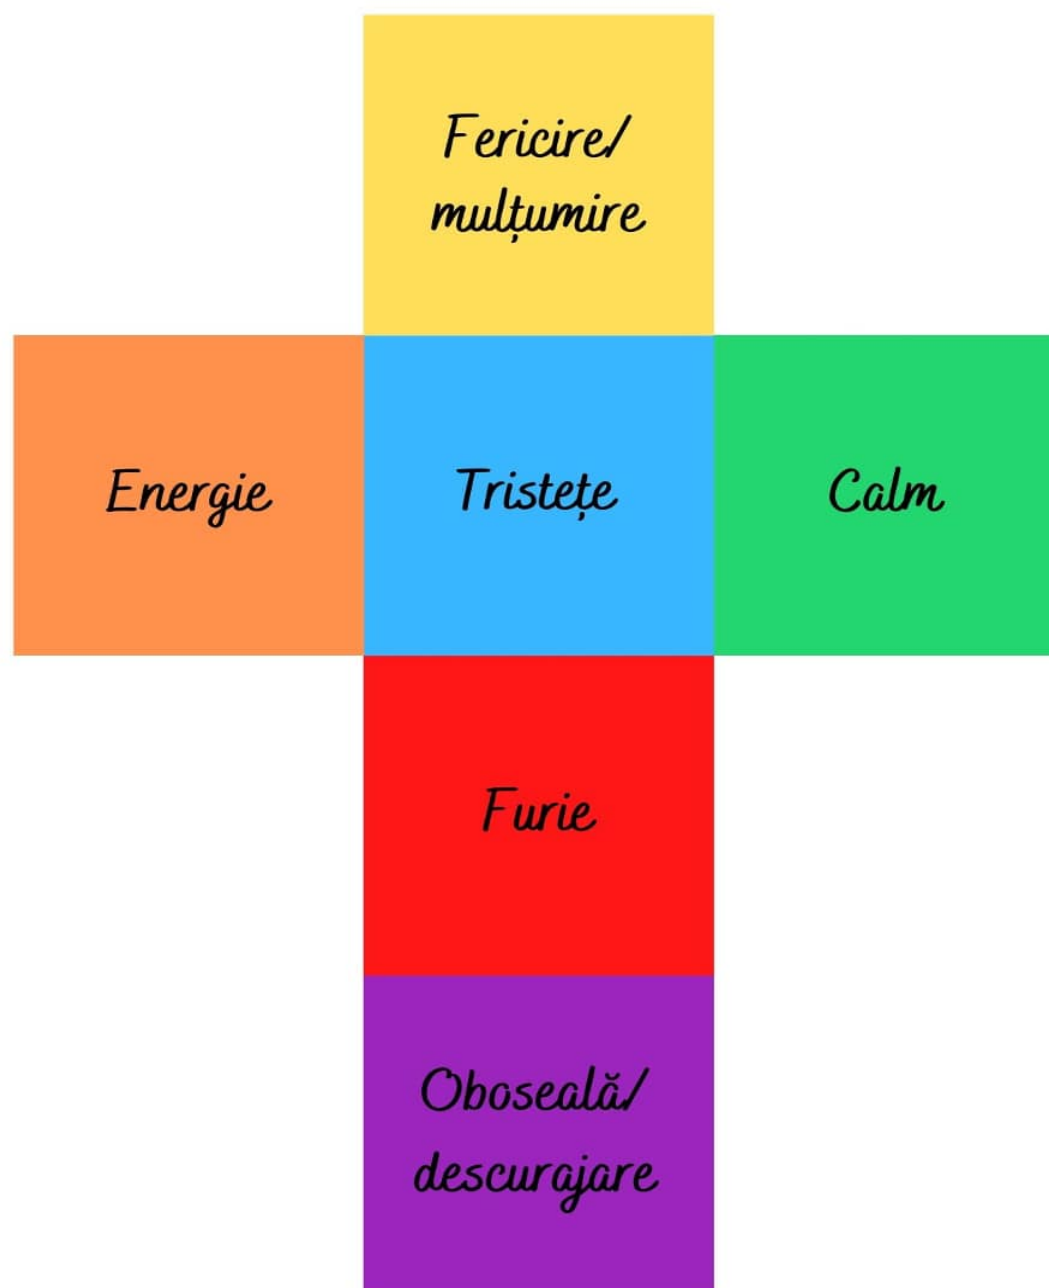 Fericire/
mulțumire
Energie
Tristețe
Calm
Furie
Oboseală/
descurajare